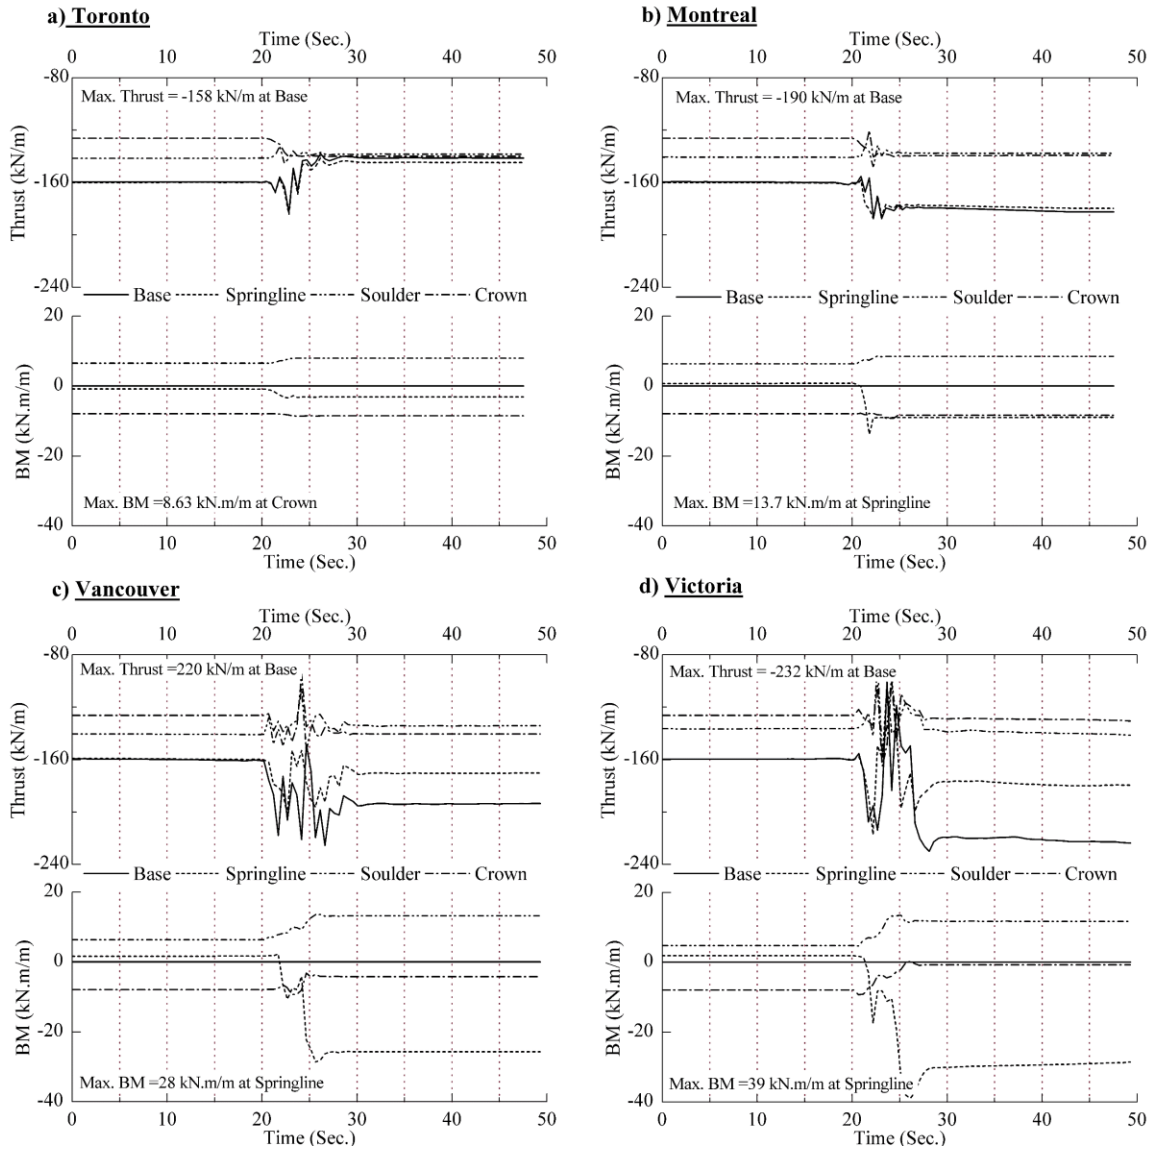 a) Toronto
Time (Sec.)
0 10 20 30 40 50
-80
Max. Thrust = -158 kN/m at Base
Thrust (kN/m)
-160
-240
Base Springline Soulder Crown
20
0
BM (kN.m/m)
-20
Max. BM =8.63 kN.m/m at Crown
-40
0 10 20 30 40 50
Time (Sec.)
b) Montreal
Time (Sec.)
0 10 20 30 40 50
-80
Max. Thrust = -190 kN/m at Base
Thrust (kN/m)
-160
-240
Base Springline Soulder Crown
20
0
BM (kN.m/m)
-20
Max. BM =13.7 kN.m/m at Springline
-40
0 10 20 30 40 50
Time (Sec.)
c) Vancouver
Time (Sec.)
0 10 20 30 40 50
-80
Max. Thrust =220 kN/m at Base
Thrust (kN/m)
-160
-240
Base Springline Soulder Crown
20
0
BM (kN.m/m)
-20
Max. BM =28 kN.m/m at Springline
-40
0 10 20 30 40 50
Time (Sec.)
d) Victoria
Time (Sec.)
0 10 20 30 40 50
-80
Max. Thrust = -232 kN/m at Base
Thrust (kN/m)
-160
-240
Base Springline Soulder Crown
20
0
BM (kN.m/m)
-20
Max. BM =39 kN.m/m at Springline
-40
0 10 20 30 40 50
Time (Sec.)